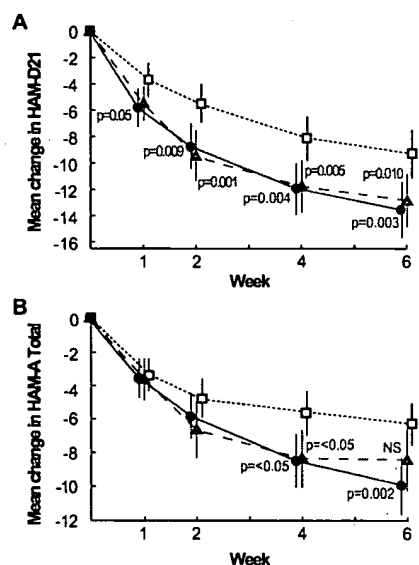 A
Mean change in HAM-D21
0
-2
-4
-6
-8
-10
-12
-14
-16
p=0.05
p=0.009
p=0.001
p=0.004
p=0.005
p=0.010
p=0.003
1
2
4
6
Week
B
Mean change in HAM-A Total
0
-2
-4
-6
-8
-10
-12
p=<0.05
p=<0.05
NS
p=0.002
1
2
4
6
Week